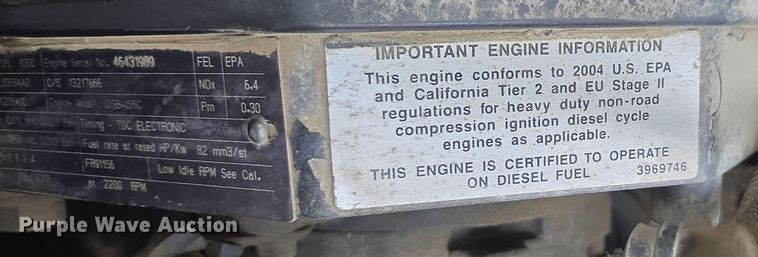 CPL 8300 Engine Serial No. 46431989 FEL EPA
C/S 43217666 NOx 6.4
Engine Model QSB-4.5C Pm 0.30
Timing - TDC ELECTRONIC
Fuel rate at rated HP/Kw 82 mm3/st
FR91156 Low Idle RPM See Cal.
at 2200 RPM
IMPORTANT ENGINE INFORMATION
This engine conforms to 2004 U.S. EPA
and California Tier 2 and EU Stage II
regulations for heavy duty non-road
compression ignition diesel cycle
engines as applicable.
THIS ENGINE IS CERTIFIED TO OPERATE
ON DIESEL FUEL 3969746
Purple Wave Auction